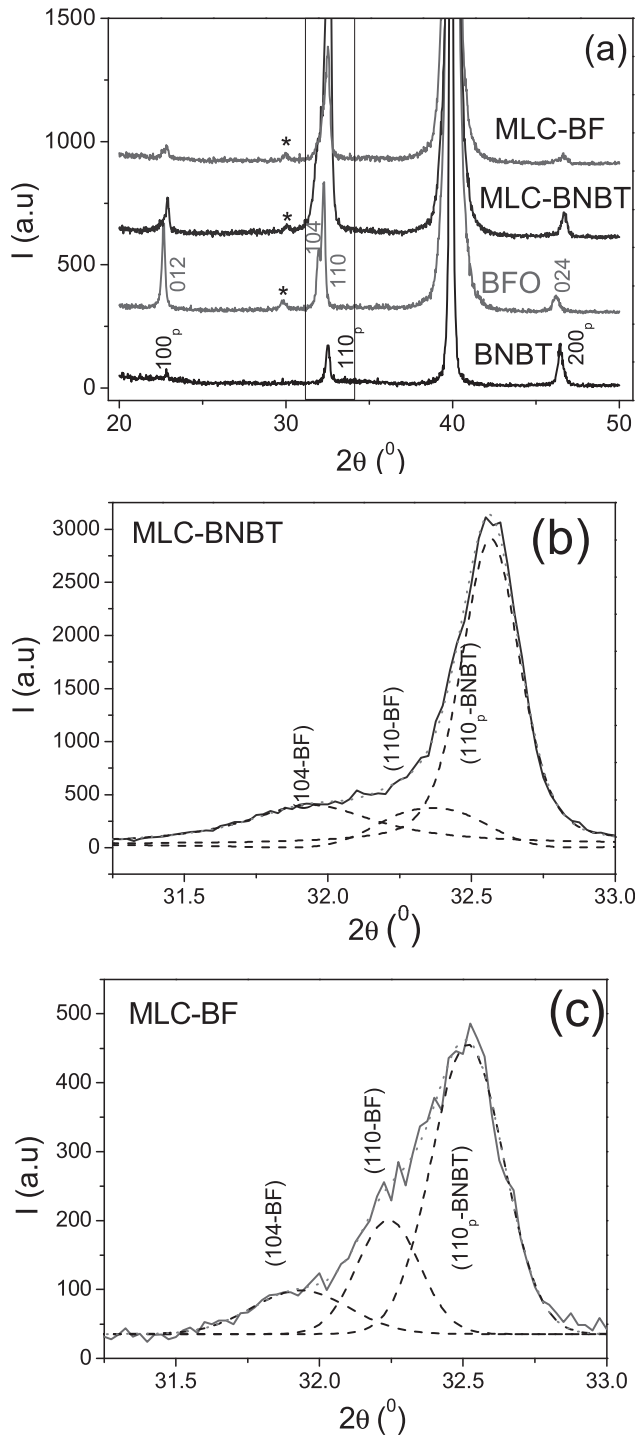 (a)
I (a.u)
1500
1000
500
0
MLC-BF
*
MLC-BNBT
*
104
110
012
*
BFO
024
100p
110p
BNBT
200p
20 30 40 50
2θ (⁰)
(b)
MLC-BNBT
I (a.u)
3000
2500
2000
1500
1000
500
0
(104-BF)
(110-BF)
(110p-BNBT)
31.5 32.0 32.5 33.0
2θ (⁰)
(c)
MLC-BF
I (a.u)
500
400
300
200
100
0
(104-BF)
(110-BF)
(110p-BNBT)
31.5 32.0 32.5 33.0
2θ (⁰)